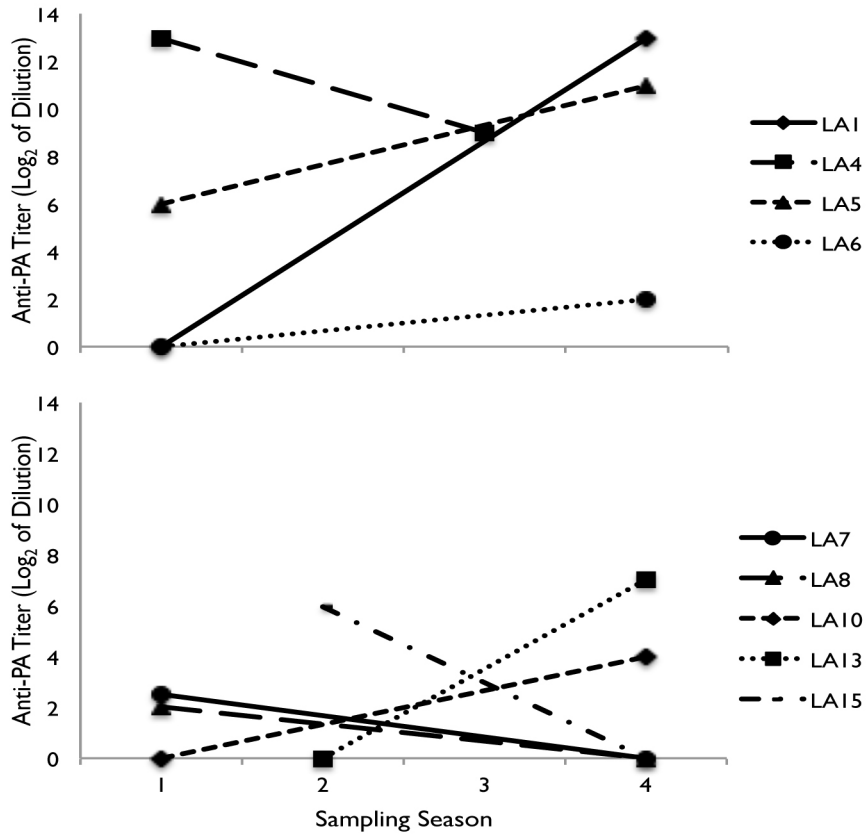 14
12
10
8
6
4
2
0
Anti-PA Titer (Log2 of Dilution)
LA1
LA4
LA5
LA6
14
12
10
8
6
4
2
0
Anti-PA Titer (Log2 of Dilution)
1 2 3 4
Sampling Season
LA7
LA8
LA10
LA13
LA15